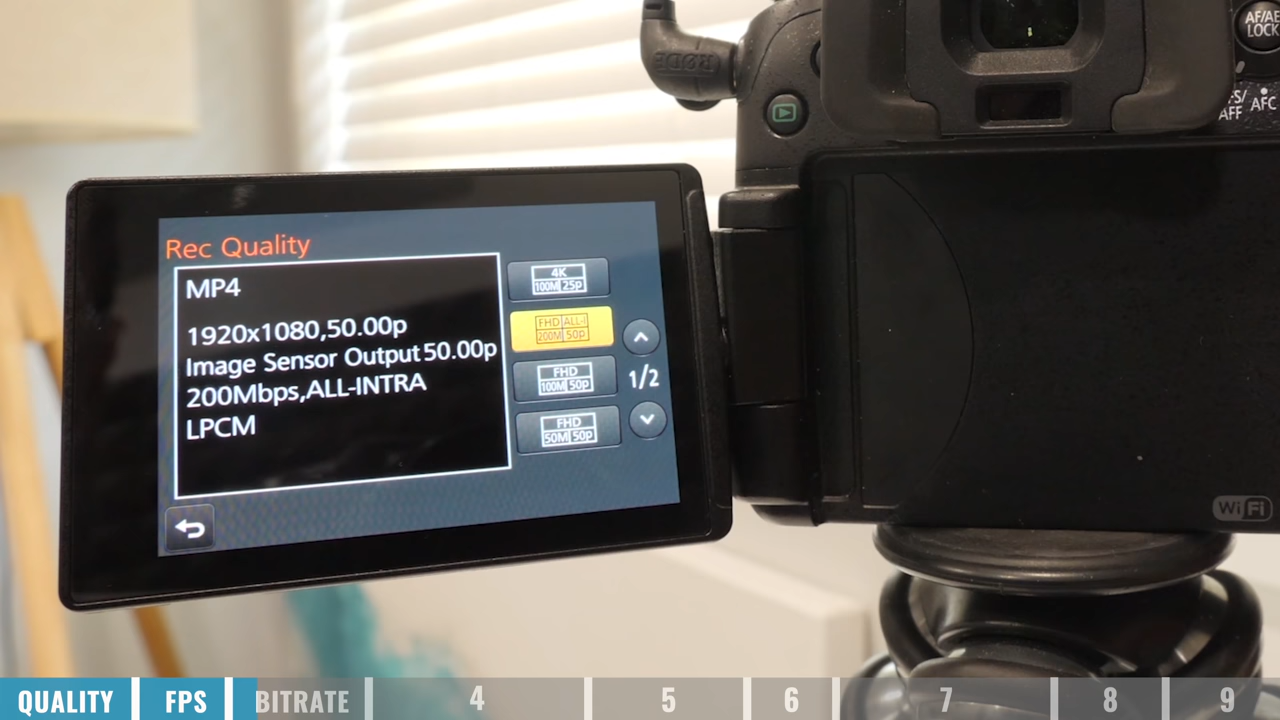 RØDE
AF/AE
LOCK
AFS/
AFF
AFC
Rec Quality
MP4
1920x1080,50.00p
Image Sensor Output 50.00p
200Mbps,ALL-INTRA
LPCM
4K
100M 25p
FHD ALL-I
200M 50p
FHD
100M 50p
1/2
FHD
50M 50p
WiFi
QUALITY FPS BITRATE 4 5 6 7 8 9